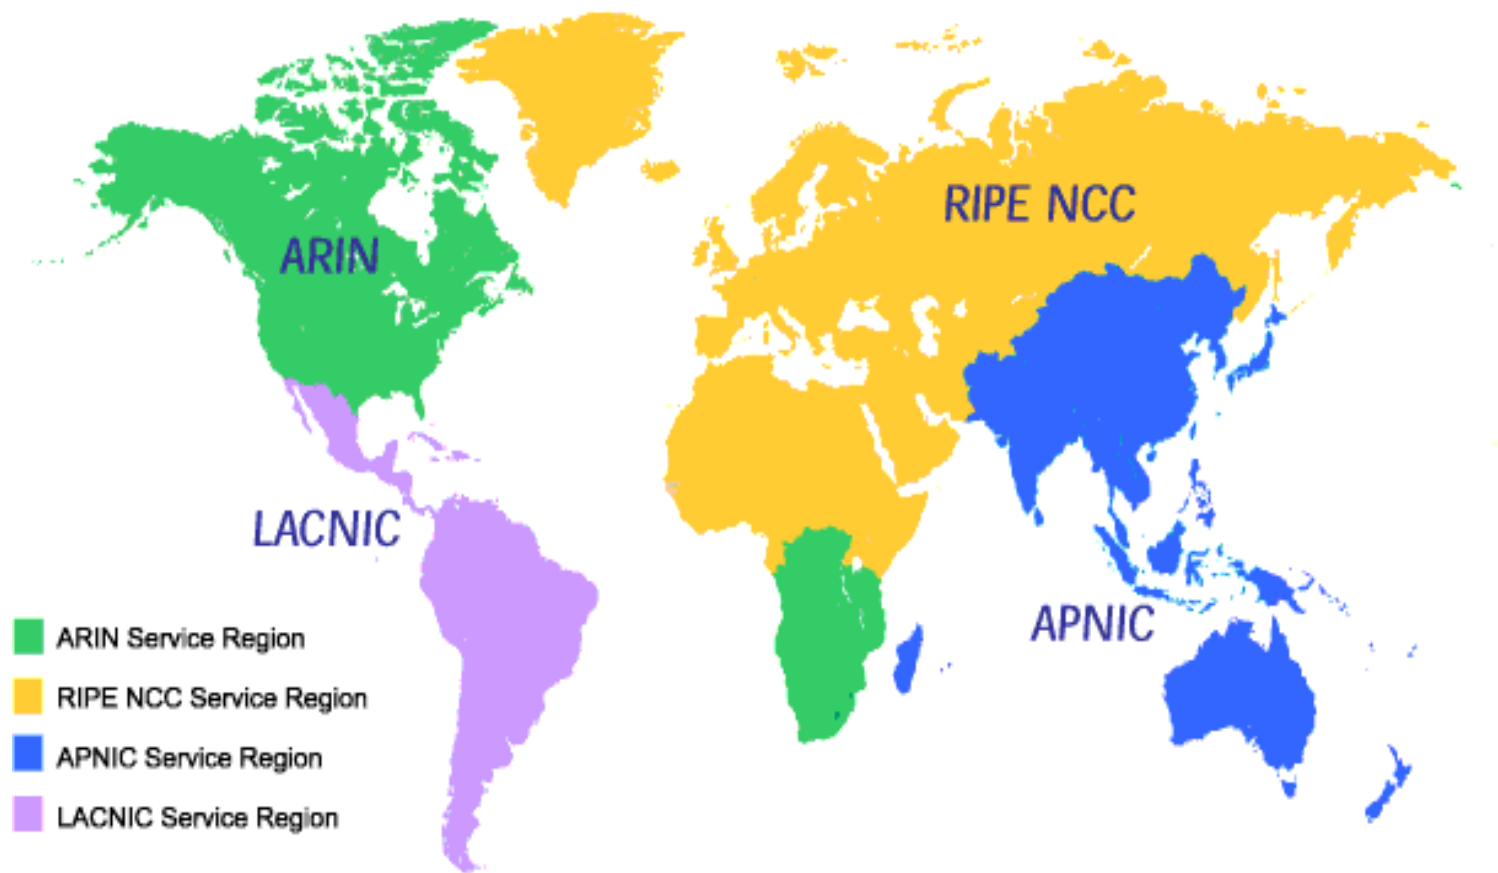 RIPE NCC
ARIN
LACNIC
APNIC
ARIN Service Region
RIPE NCC Service Region
APNIC Service Region
LACNIC Service Region